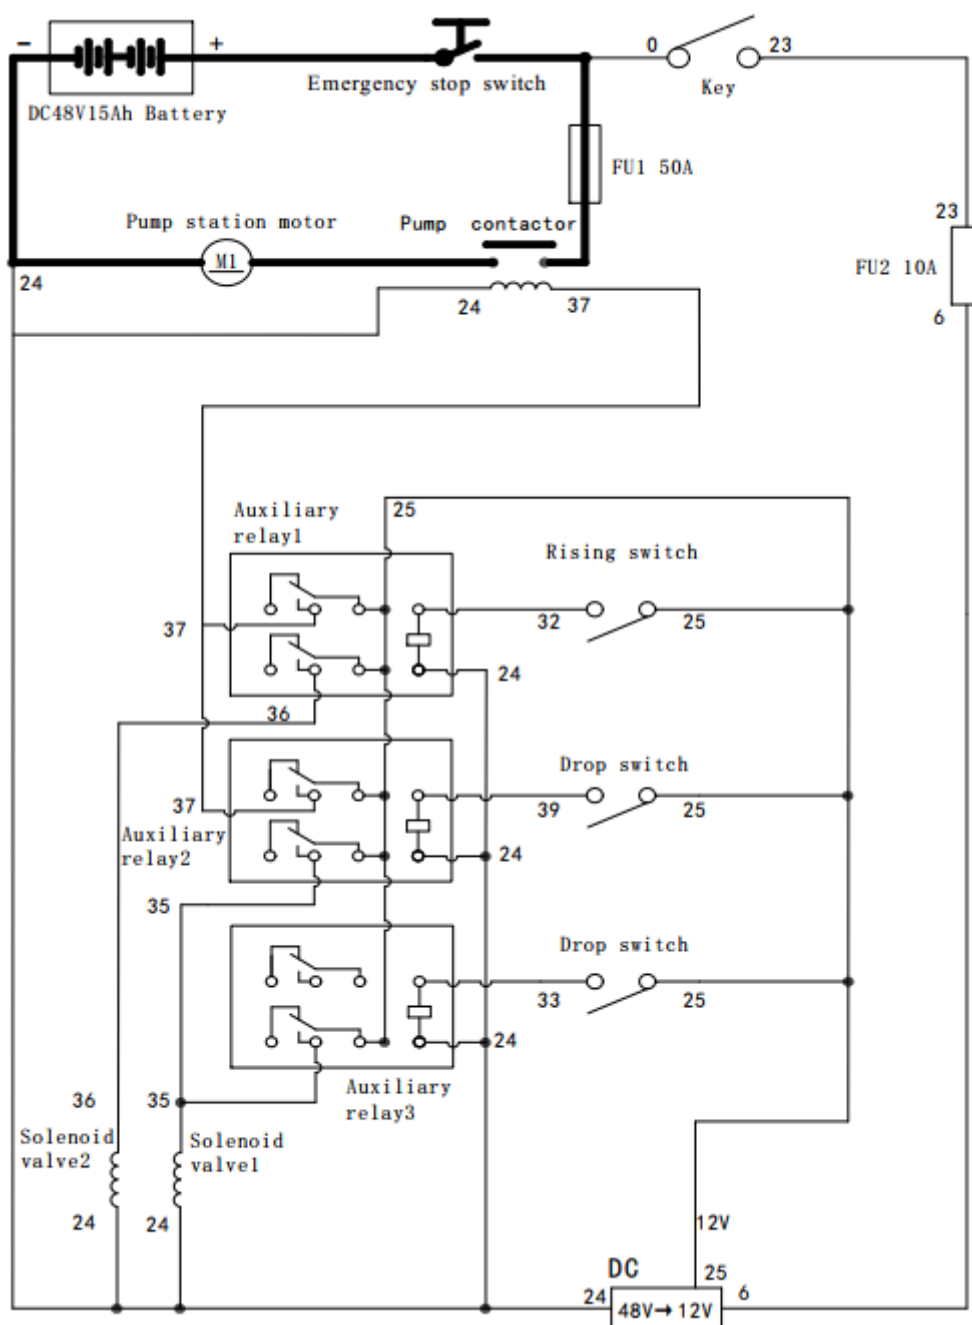 − +
0 23
Emergency stop switch
Key
DC48V15Ah Battery
FU1 50A
Pump station motor
Pump contactor
23
M1
FU2 10A
24
24 37
6
Auxiliary
relay1
25
Rising switch
37
32 25
24
36
Drop switch
37
39 25
Auxiliary
relay2
24
35
Drop switch
33 25
24
Auxiliary
relay3
36 35
Solenoid
valve2
Solenoid
valve1
24 24
12V
DC 25
24 6
48V→12V